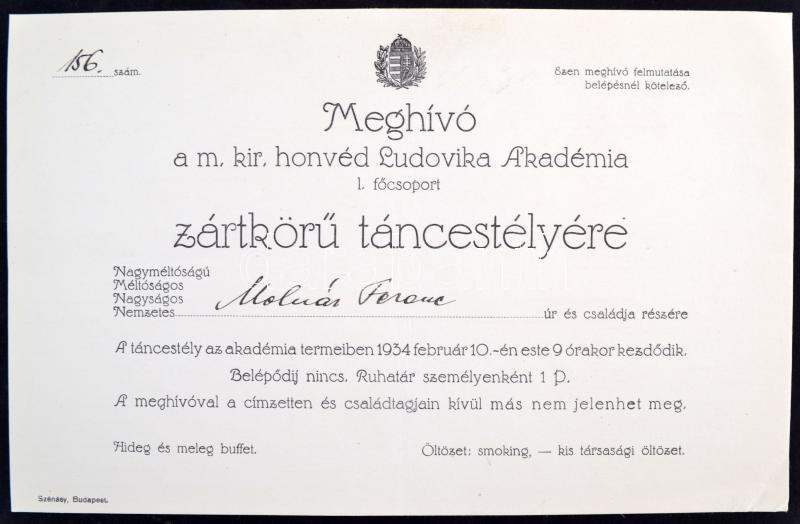 156. szám.
Ezen meghívó felmutatása
belépésnél kötelező.
Meghívó
a m. kir. honvéd Ludovika Akadémia
1. főcsoport
zártkörű táncestélyére
Nagyméltóságú
Méltóságos
Nagyságos
Nemzetes Molnár Ferenc úr és családja részére
A táncestély az akadémia termeiben 1934 február 10.-én este 9 órakor kezdődik.
Belépődíj nincs. Ruhatár személyenként 1 P.
A meghívóval a címzetten és családtagjain kívül más nem jelenhet meg.
Hideg és meleg buffet.
Öltözet: smoking, — kis társasági öltözet.
Szénásy, Budapest.